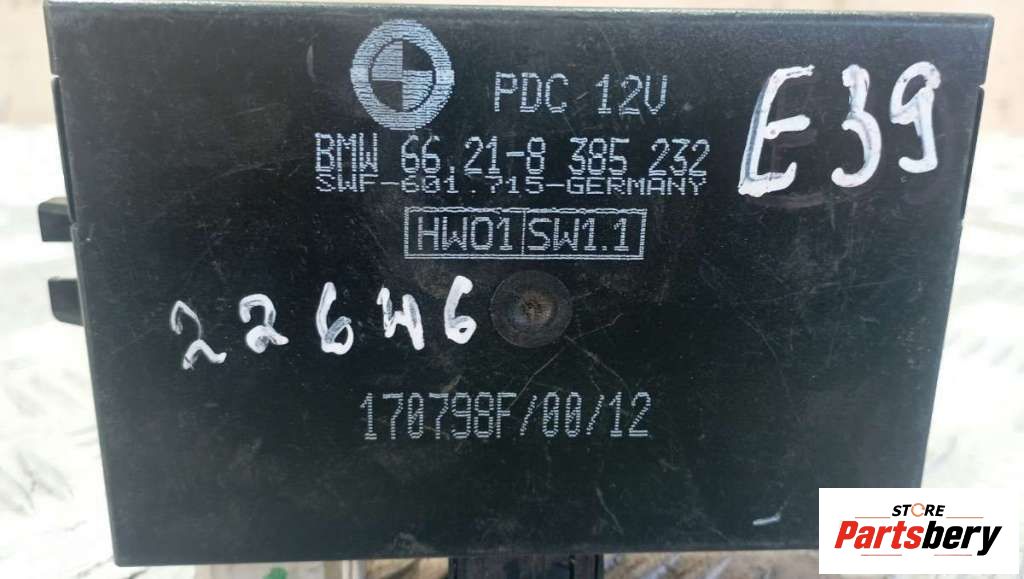 PDC 12V
E39
BMW 66.21-8 385 232
SWF-601.715-GERMANY
HW01 SW1.1
22646
170798F/00/12
STORE
Partsbery